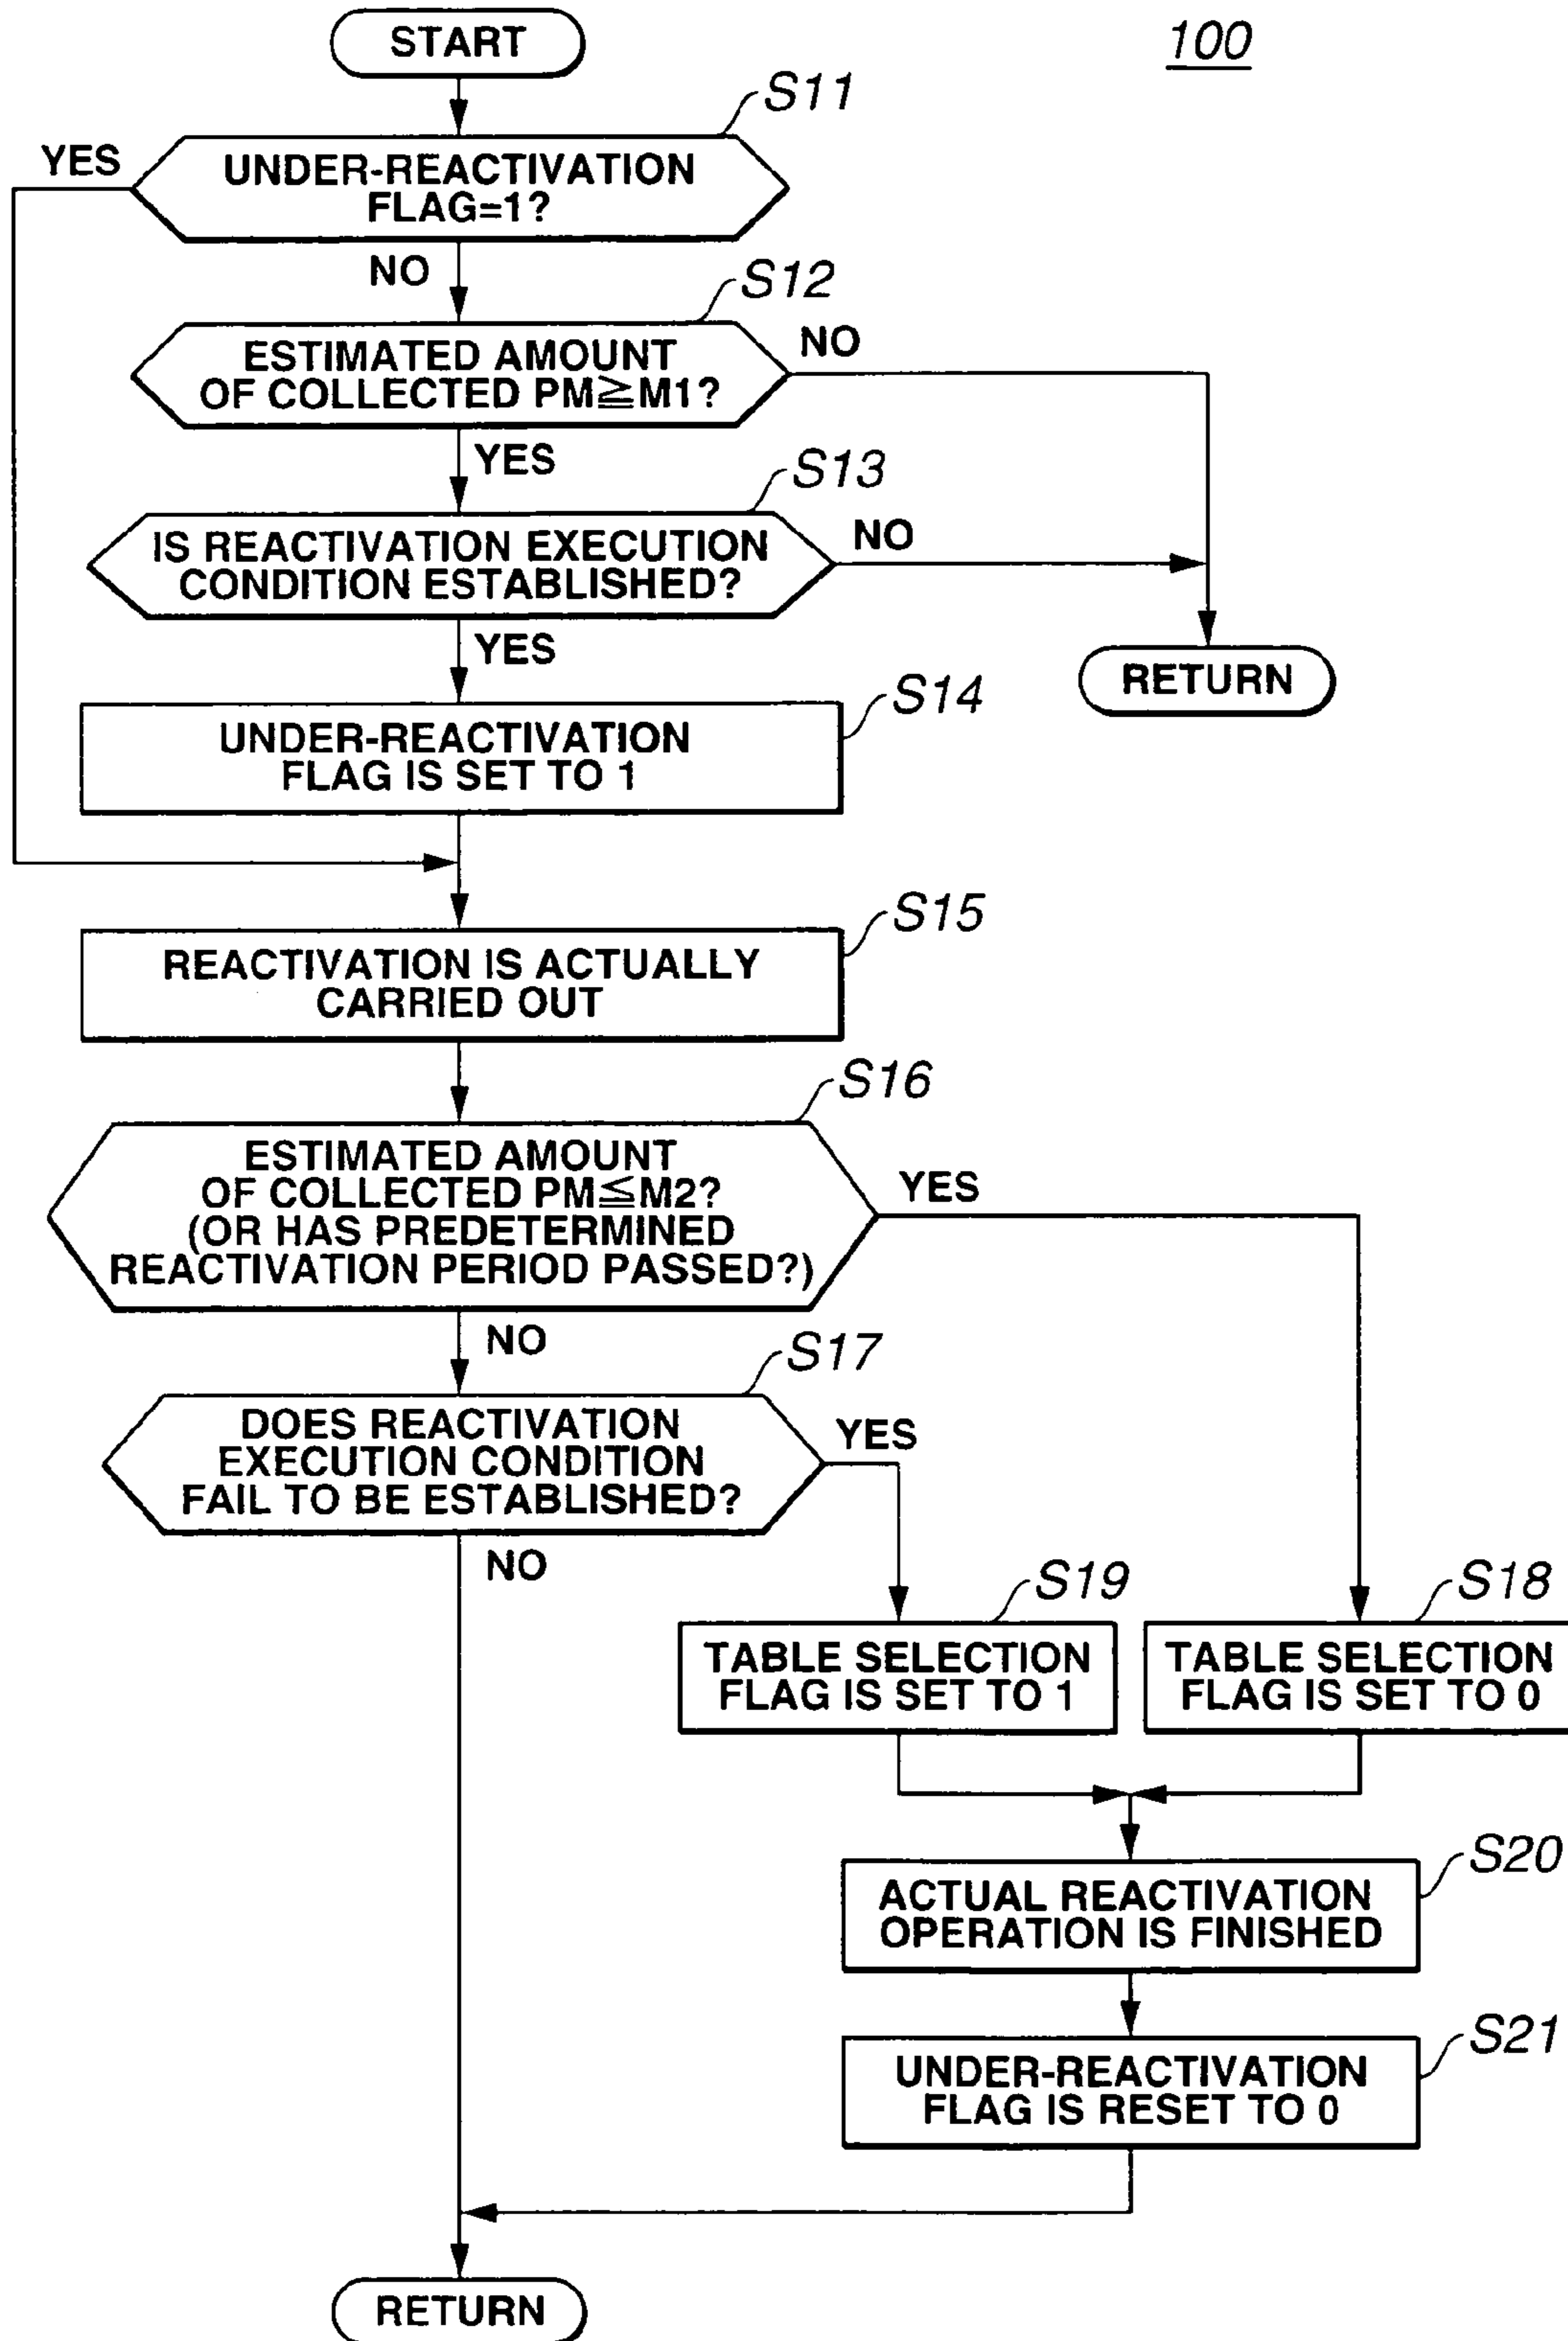 START
100
S11
YES
UNDER-REACTIVATION
FLAG=1?
NO
S12
ESTIMATED AMOUNT
OF COLLECTED PM≧M1?
NO
YES
S13
IS REACTIVATION EXECUTION
CONDITION ESTABLISHED?
NO
YES
RETURN
S14
UNDER-REACTIVATION
FLAG IS SET TO 1
S15
REACTIVATION IS ACTUALLY
CARRIED OUT
S16
ESTIMATED AMOUNT
OF COLLECTED PM≦M2?
(OR HAS PREDETERMINED
REACTIVATION PERIOD PASSED?)
YES
NO
S17
DOES REACTIVATION
EXECUTION CONDITION
FAIL TO BE ESTABLISHED?
YES
NO
S19
TABLE SELECTION
FLAG IS SET TO 1
S18
TABLE SELECTION
FLAG IS SET TO 0
S20
ACTUAL REACTIVATION
OPERATION IS FINISHED
S21
UNDER-REACTIVATION
FLAG IS RESET TO 0
RETURN